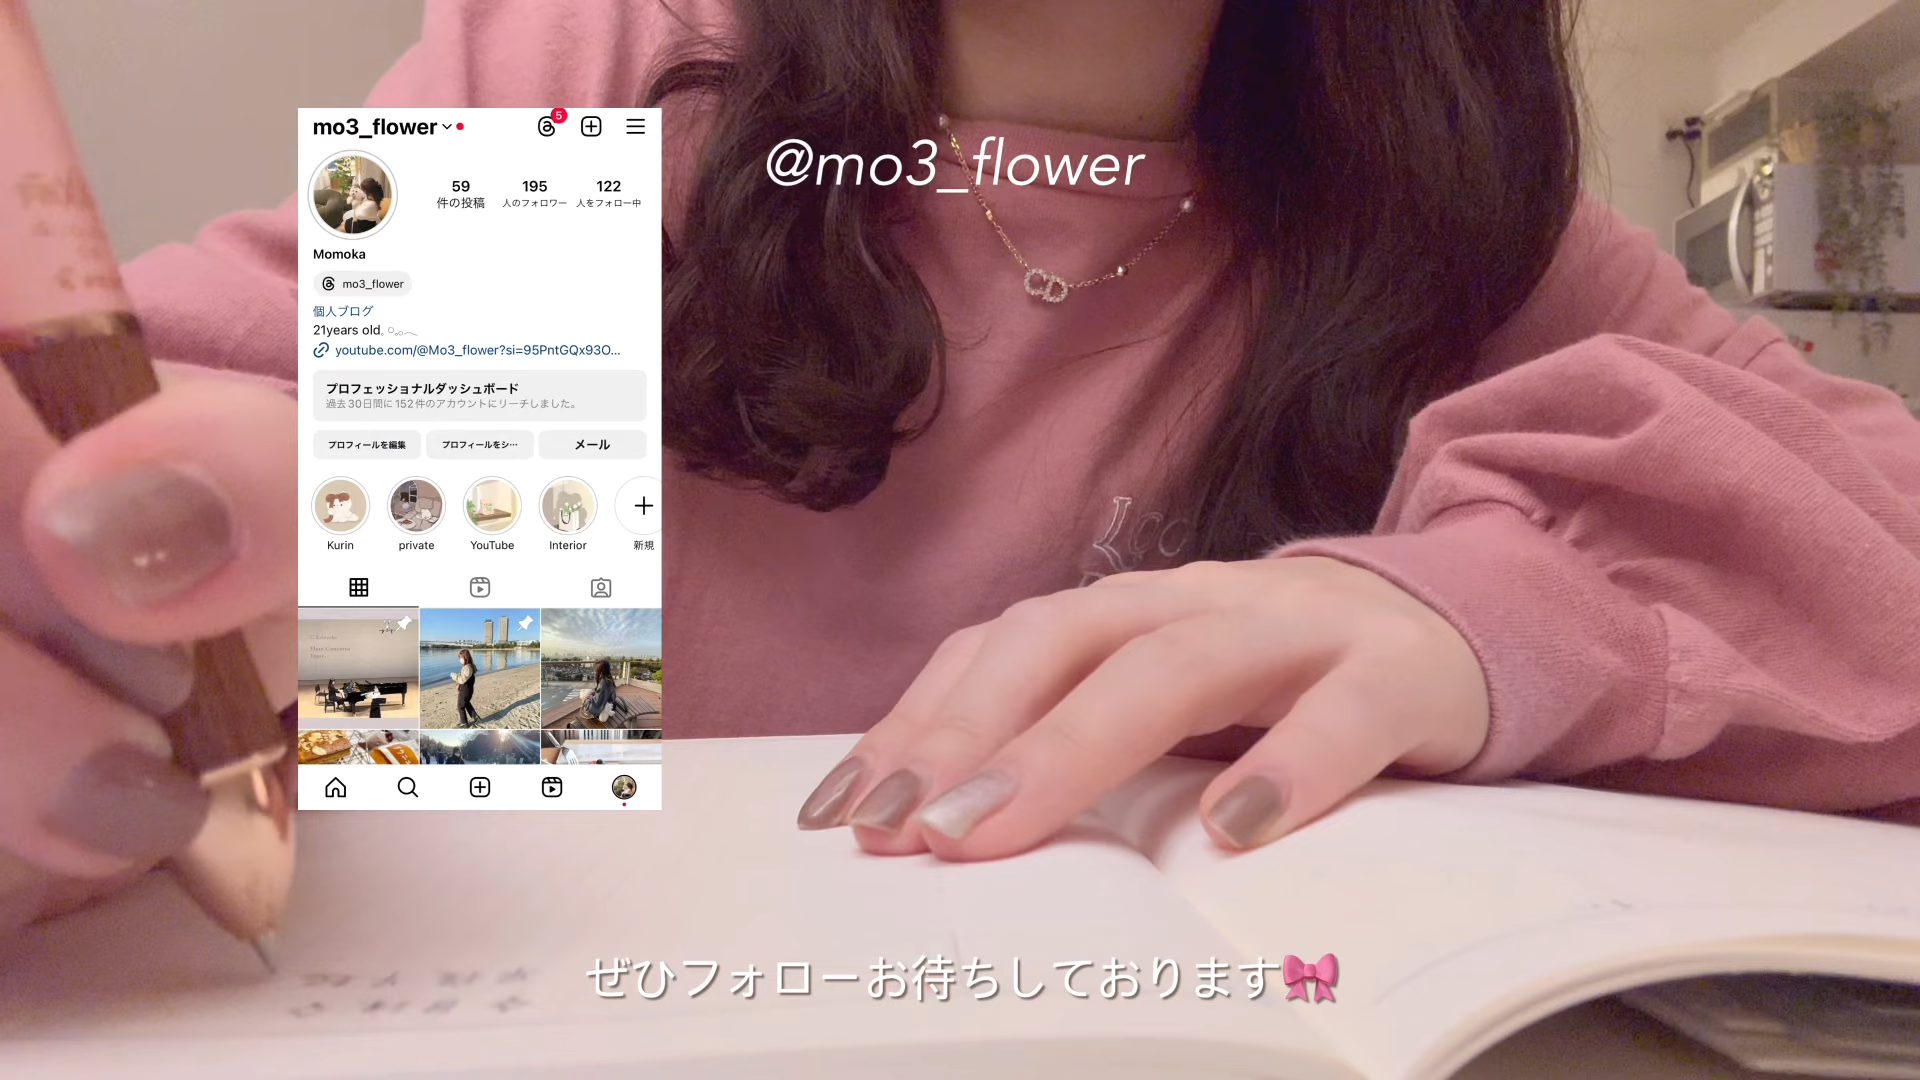 mo3_flower
5
@mo3_flower
59
件の投稿
195
人のフォロワー
122
人をフォロー中
Momoka
mo3_flower
個人ブログ
21years old
youtube.com/@Mo3_flower?si=95PntGQx93O...
プロフェッショナルダッシュボード
過去30日間に152件のアカウントにリーチしました。
プロフィールを編集
プロフィールをシ…
メール
Kurin
private
YouTube
Interior
新規
ぜひフォローお待ちしております🎀